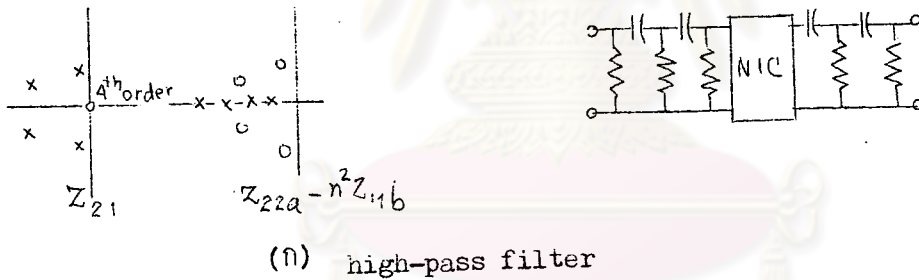 4th order
NIC
Z21
Z22a - n²Z11b
(ก) high-pass filter